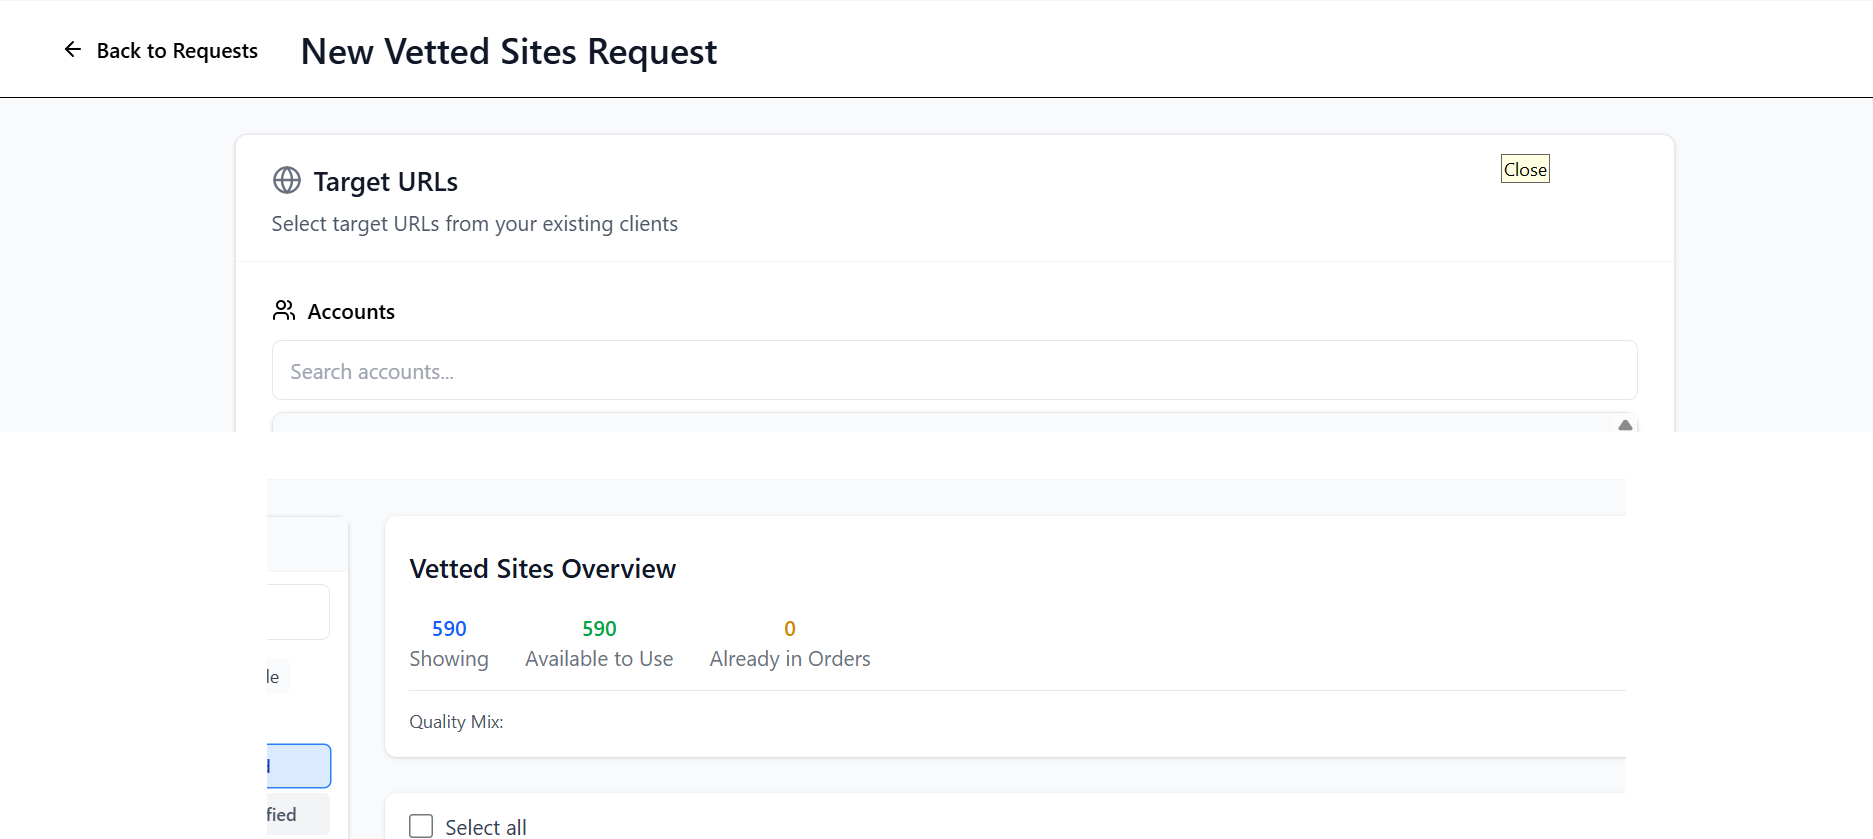 Back to Requests
New Vetted Sites Request
Target URLs
Close
Select target URLs from your existing clients
Accounts
Search accounts...
Vetted Sites Overview
590
590
0
Showing
Available to Use
Already in Orders
le
Quality Mix:
fied
Select all